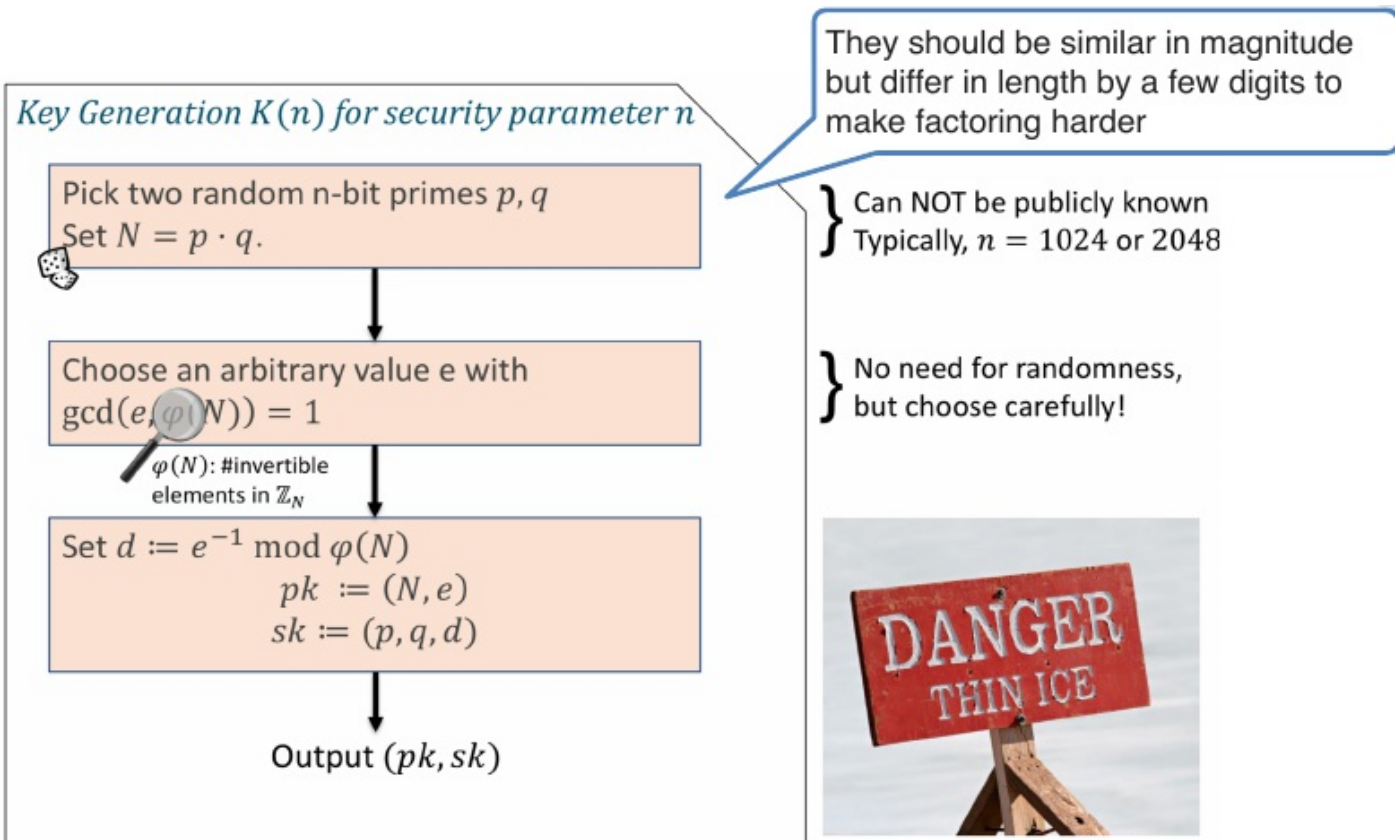 They should be similar in magnitude
but differ in length by a few digits to
make factoring harder
Key Generation K(n) for security parameter n
Pick two random n-bit primes p, q
Set N = p · q.
} Can NOT be publicly known
Typically, n = 1024 or 2048
Choose an arbitrary value e with
gcd(e, φ(N)) = 1
} No need for randomness,
but choose carefully!
φ(N): #invertible
elements in ℤ_N
Set d ≔ e⁻¹ mod φ(N)
pk ≔ (N, e)
sk ≔ (p, q, d)
Output (pk, sk)
DANGER
THIN ICE